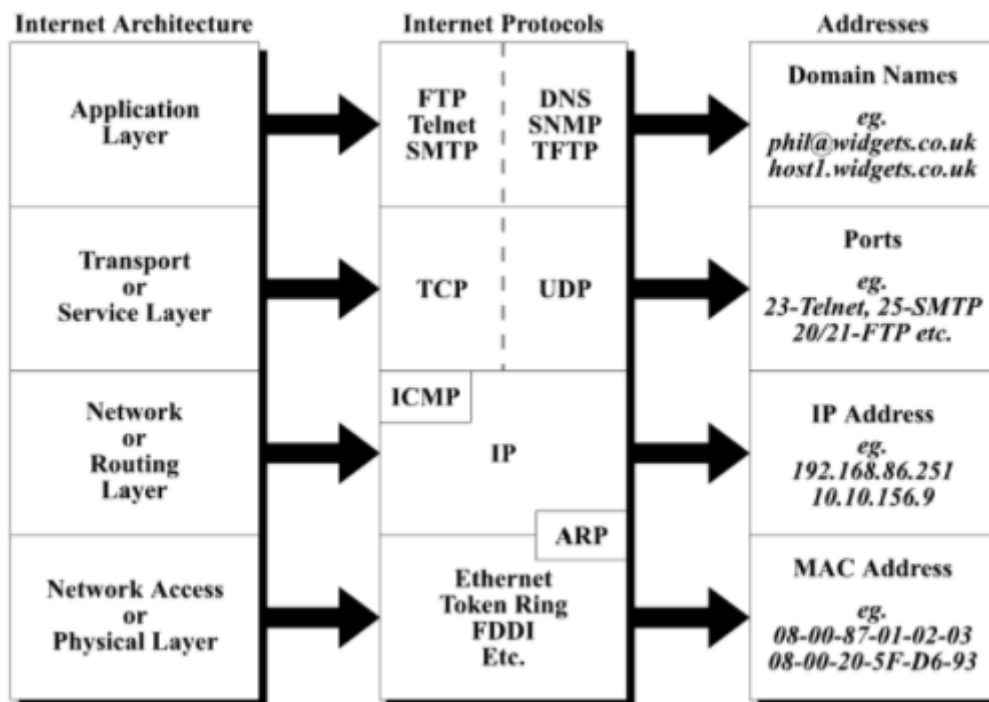 Internet Architecture
Internet Protocols
Addresses
Application
Layer
FTP
Telnet
SMTP
DNS
SNMP
TFTP
Domain Names
eg.
phil@widgets.co.uk
host1.widgets.co.uk
Transport
or
Service Layer
TCP
UDP
Ports
eg.
23-Telnet, 25-SMTP
20/21-FTP etc.
Network
or
Routing
Layer
ICMP
IP
IP Address
eg.
192.168.86.251
10.10.156.9
ARP
Network Access
or
Physical Layer
Ethernet
Token Ring
FDDI
Etc.
MAC Address
eg.
08-00-87-01-02-03
08-00-20-5F-D6-93